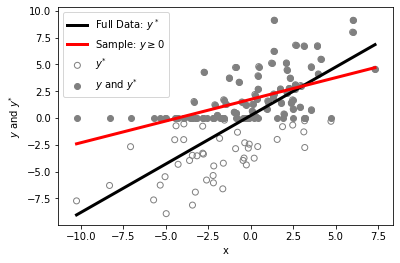 Full Data: y*
Sample: y ≥ 0
y*
y and y*
y and y*
10.0
7.5
5.0
2.5
0.0
−2.5
−5.0
−7.5
−10.0 −7.5 −5.0 −2.5 0.0 2.5 5.0 7.5
x